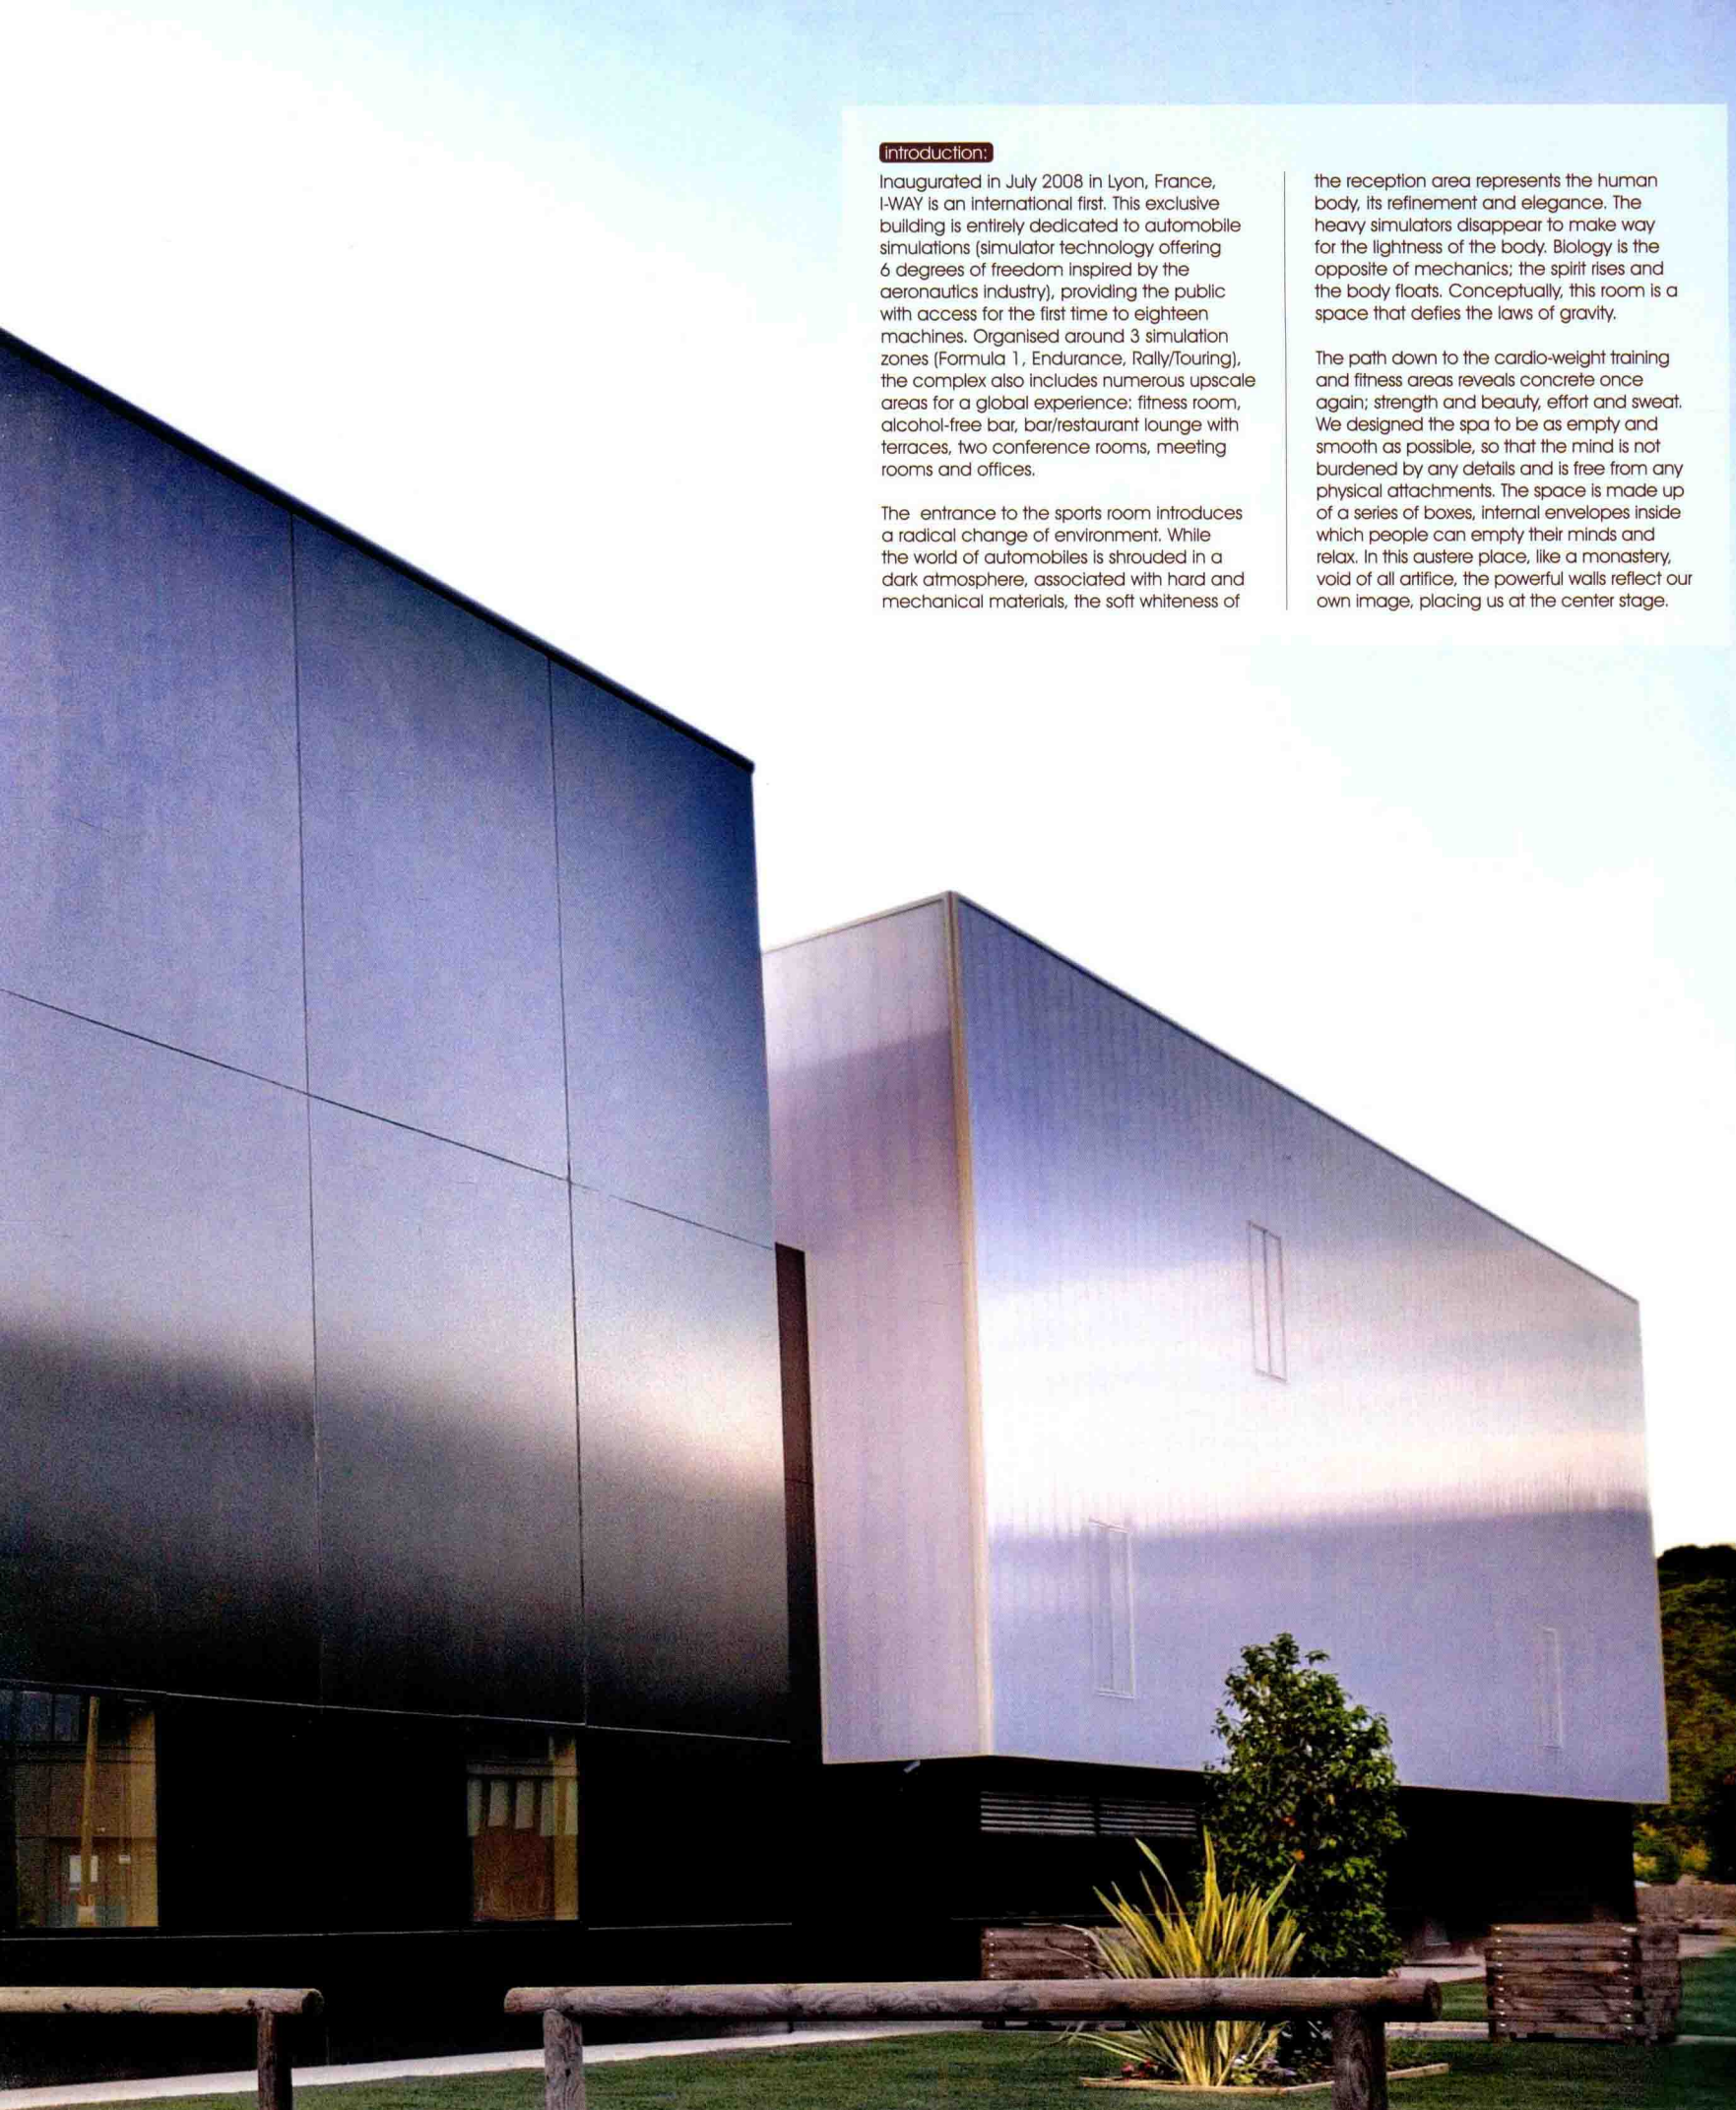 introduction:
Inaugurated in July 2008 in Lyon, France,
I-WAY is an international first. This exclusive
building is entirely dedicated to automobile
simulations (simulator technology offering
6 degrees of freedom inspired by the
aeronautics industry), providing the public
with access for the first time to eighteen
machines. Organised around 3 simulation
zones (Formula 1, Endurance, Rally/Touring),
the complex also includes numerous upscale
areas for a global experience: fitness room,
alcohol-free bar, bar/restaurant lounge with
terraces, two conference rooms, meeting
rooms and offices.
The entrance to the sports room introduces
a radical change of environment. While
the world of automobiles is shrouded in a
dark atmosphere, associated with hard and
mechanical materials, the soft whiteness of
the reception area represents the human
body, its refinement and elegance. The
heavy simulators disappear to make way
for the lightness of the body. Biology is the
opposite of mechanics; the spirit rises and
the body floats. Conceptually, this room is a
space that defies the laws of gravity.
The path down to the cardio-weight training
and fitness areas reveals concrete once
again; strength and beauty, effort and sweat.
We designed the spa to be as empty and
smooth as possible, so that the mind is not
burdened by any details and is free from any
physical attachments. The space is made up
of a series of boxes, internal envelopes inside
which people can empty their minds and
relax. In this austere place, like a monastery,
void of all artifice, the powerful walls reflect our
own image, placing us at the center stage.